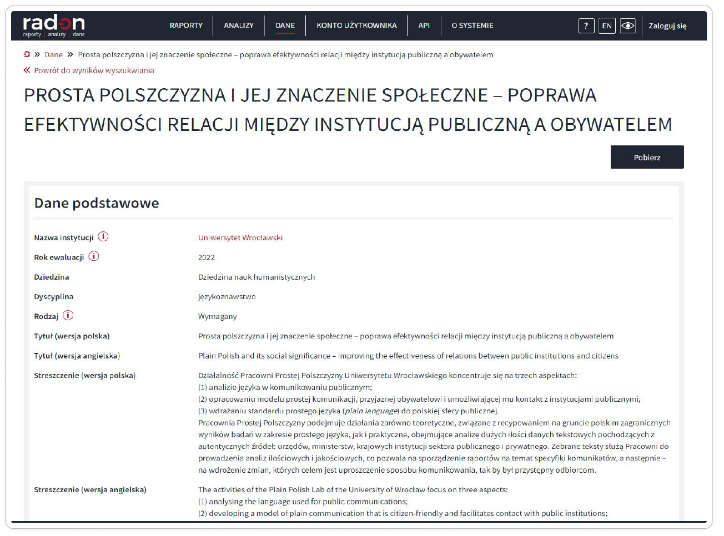 radon
raporty | analizy | dane
RAPORTY ANALIZY DANE KONTO UŻYTKOWNIKA API O SYSTEMIE ? EN Zaloguj się
» Dane » Prosta polszczyzna i jej znaczenie społeczne – poprawa efektywności relacji między instytucją publiczną a obywatelem
« Powrót do wyników wyszukiwania
PROSTA POLSZCZYZNA I JEJ ZNACZENIE SPOŁECZNE – POPRAWA
EFEKTYWNOŚCI RELACJI MIĘDZY INSTYTUCJĄ PUBLICZNĄ A OBYWATELEM
Pobierz
Dane podstawowe
Nazwa instytucji i Uniwersytet Wrocławski
Rok ewaluacji i 2022
Dziedzina Dziedzina nauk humanistycznych
Dyscyplina językoznawstwo
Rodzaj i Wymagany
Tytuł (wersja polska) Prosta polszczyzna i jej znaczenie społeczne – poprawa efektywności relacji między instytucją publiczną a obywatelem
Tytuł (wersja angielska) Plain Polish and its social significance – improving the effectiveness of relations between public institutions and citizens
Streszczenie (wersja polska) Działalność Pracowni Prostej Polszczyzny Uniwersytetu Wrocławskiego koncentruje się na trzech aspektach:
(1) analizie języka w komunikowaniu publicznym;
(2) opracowaniu modelu prostej komunikacji, przyjaznej obywatelowi i umożliwiającej mu kontakt z instytucjami publicznymi;
(3) wdrażaniu standardu prostego języka (plain language) do polskiej sfery publicznej.
Pracownia Prostej Polszczyzny podejmuje działania zarówno teoretyczne, związane z recypowaniem na gruncie polskim zagranicznych
wyników badań w zakresie prostego języka, jak i praktyczne, obejmujące analizę dużych ilości danych tekstowych pochodzących z
autentycznych źródeł: urzędów, ministerstw, krajowych instytucji sektora publicznego i prywatnego. Zebrane teksty służą Pracowni do
prowadzenia analiz ilościowych i jakościowych, co pozwala na sporządzenie raportów na temat specyfiki komunikatów, a następnie –
na wdrożenie zmian, których celem jest uproszczenie sposobu komunikowania, tak by był przystępny odbiorcom.
Streszczenie (wersja angielska) The activities of the Plain Polish Lab of the University of Wrocław focus on three aspects:
(1) analysing the language used for public communications;
(2) developing a model of plain communication that is citizen-friendly and facilitates contact with public institutions;